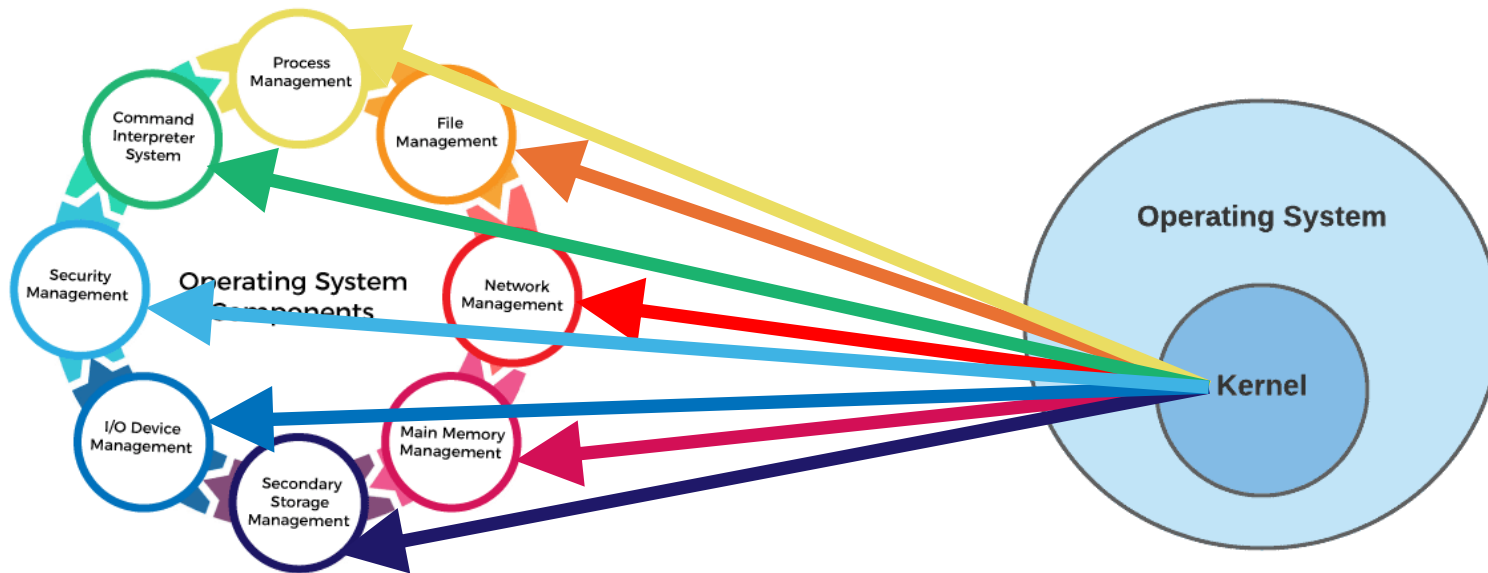 Process
Management
Command
Interpreter
System
File
Management
Operating System
Security
Management
Operating System
Components
Network
Management
Kernel
I/O Device
Management
Main Memory
Management
Secondary
Storage
Management